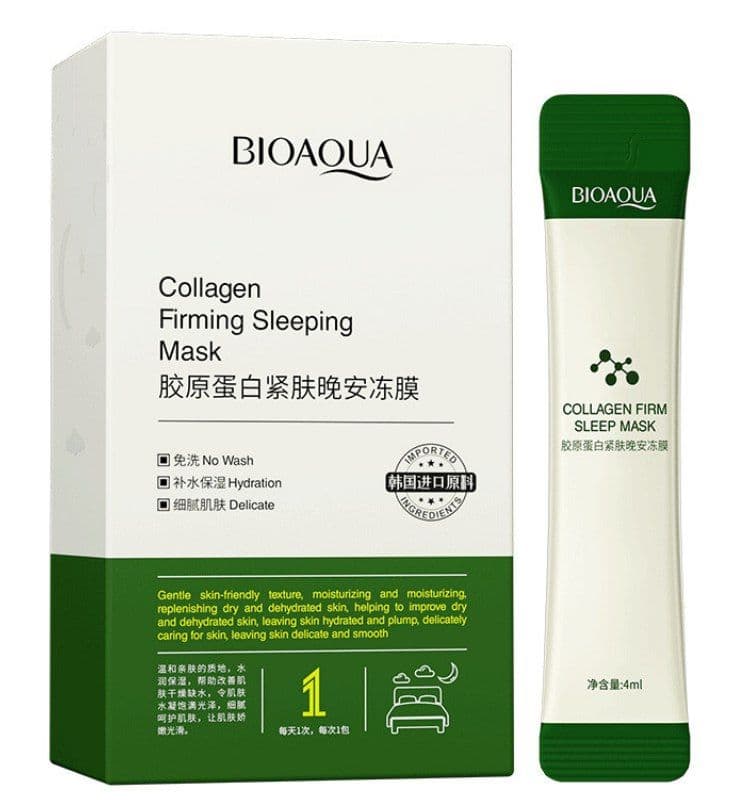 BIOAQUA
Collagen
Firming Sleeping
Mask
胶原蛋白紧肤晚安冻膜
免洗 No Wash
补水保湿 Hydration
细腻肌肤 Delicate
IMPORTED
韩国进口原料
INGREDIENTS
Gentle skin-friendly texture, moisturizing and moisturizing,
replenishing dry and dehydrated skin, helping to improve dry
and dehydrated skin, leaving skin hydrated and plump, delicately
caring for skin, leaving skin delicate and smooth
温和亲肤的质地，水
润保湿，帮助改善肌
肤干燥缺水，令肌肤
水凝饱满光泽，细腻
呵护肌肤，让肌肤娇
嫩光滑。
1
每天1次，每次1包
BIOAQUA
COLLAGEN FIRM
SLEEP MASK
胶原蛋白紧肤晚安冻膜
净含量:4ml